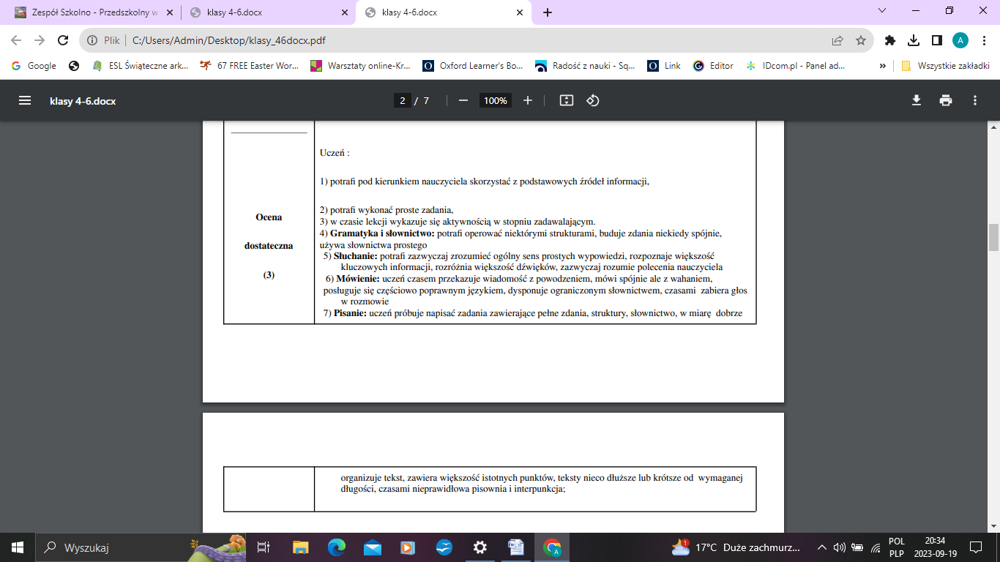 Zespół Szkolno - Przedszkolny w
klasy 4-6.docx
klasy 4-6.docx
Plik
C:/Users/Admin/Desktop/klasy_46docx.pdf
A
Google
ESL Świąteczne ark...
67 FREE Easter Wor...
Warsztaty online-Kr...
Oxford Learner's Bo...
Radość z nauki - Sq...
Link
Editor
IDcom.pl - Panel ad...
»
Wszystkie zakładki
klasy 4-6.docx
2 / 7
100%
Uczeń :
1) potrafi pod kierunkiem nauczyciela skorzystać z podstawowych źródeł informacji,
2) potrafi wykonać proste zadania,
Ocena
3) w czasie lekcji wykazuje się aktywnością w stopniu zadawalającym.
4) Gramatyka i słownictwo: potrafi operować niektórymi strukturami, buduje zdania niekiedy spójnie,
dostateczna
używa słownictwa prostego
5) Słuchanie: potrafi zazwyczaj zrozumieć ogólny sens prostych wypowiedzi, rozpoznaje większość
kluczowych informacji, rozróżnia większość dźwięków, zazwyczaj rozumie polecenia nauczyciela
(3)
6) Mówienie: uczeń czasem przekazuje wiadomość z powodzeniem, mówi spójnie ale z wahaniem,
posługuje się częściowo poprawnym językiem, dysponuje ograniczonym słownictwem, czasami zabiera głos
w rozmowie
7) Pisanie: uczeń próbuje napisać zadania zawierające pełne zdania, struktury, słownictwo, w miarę dobrze
organizuje tekst, zawiera większość istotnych punktów, teksty nieco dłuższe lub krótsze od wymaganej
długości, czasami nieprawidłowa pisownia i interpunkcja;
Wyszukaj
1
17°C Duże zachmurz...
POL
PLP
20:34
2023-09-19